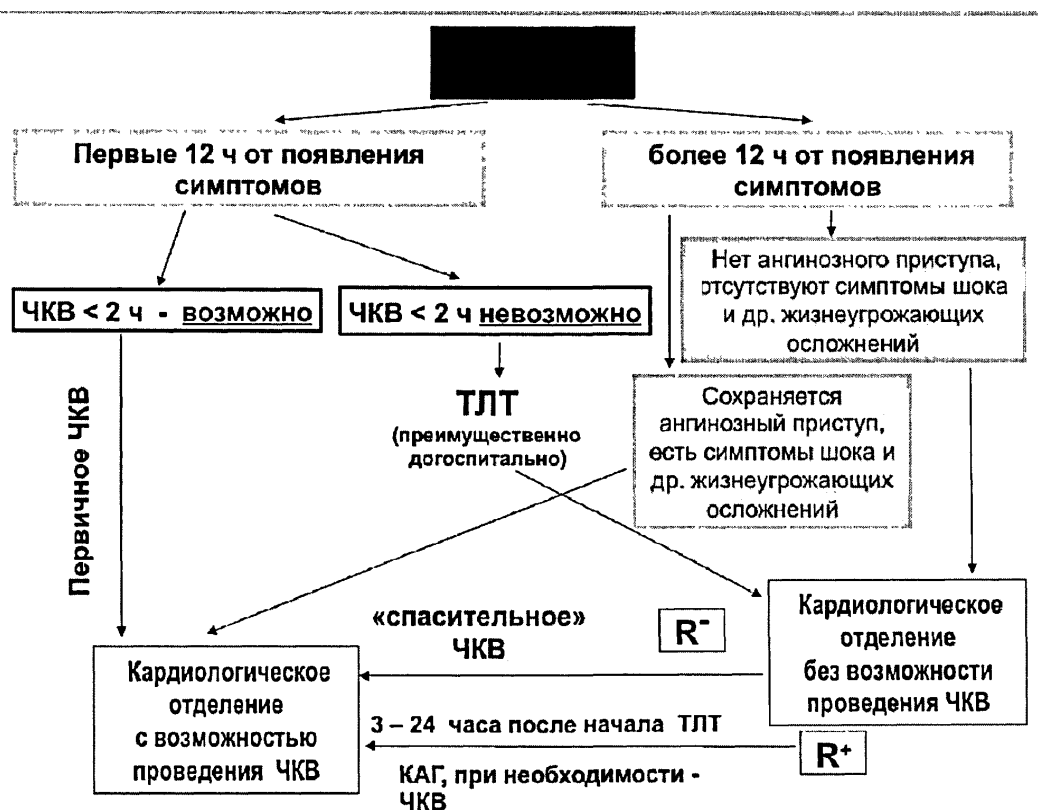 Первые 12 ч от появления
симптомов
более 12 ч от появления
симптомов
ЧКВ < 2 ч - возможно
ЧКВ < 2 ч невозможно
Нет ангинозного приступа,
отсутствуют симптомы шока
и др. жизнеугрожающих
осложнений
Первичное ЧКВ
ТЛТ
(преимущественно
догоспитально)
Сохраняется
ангинозный приступ,
есть симптомы шока и
др. жизнеугрожающих
осложнений
«спасительное»
ЧКВ
R⁻
Кардиологическое
отделение
без возможности
проведения ЧКВ
Кардиологическое
отделение
с возможностью
проведения ЧКВ
3 – 24 часа после начала ТЛТ
R⁺
КАГ, при необходимости -
ЧКВ